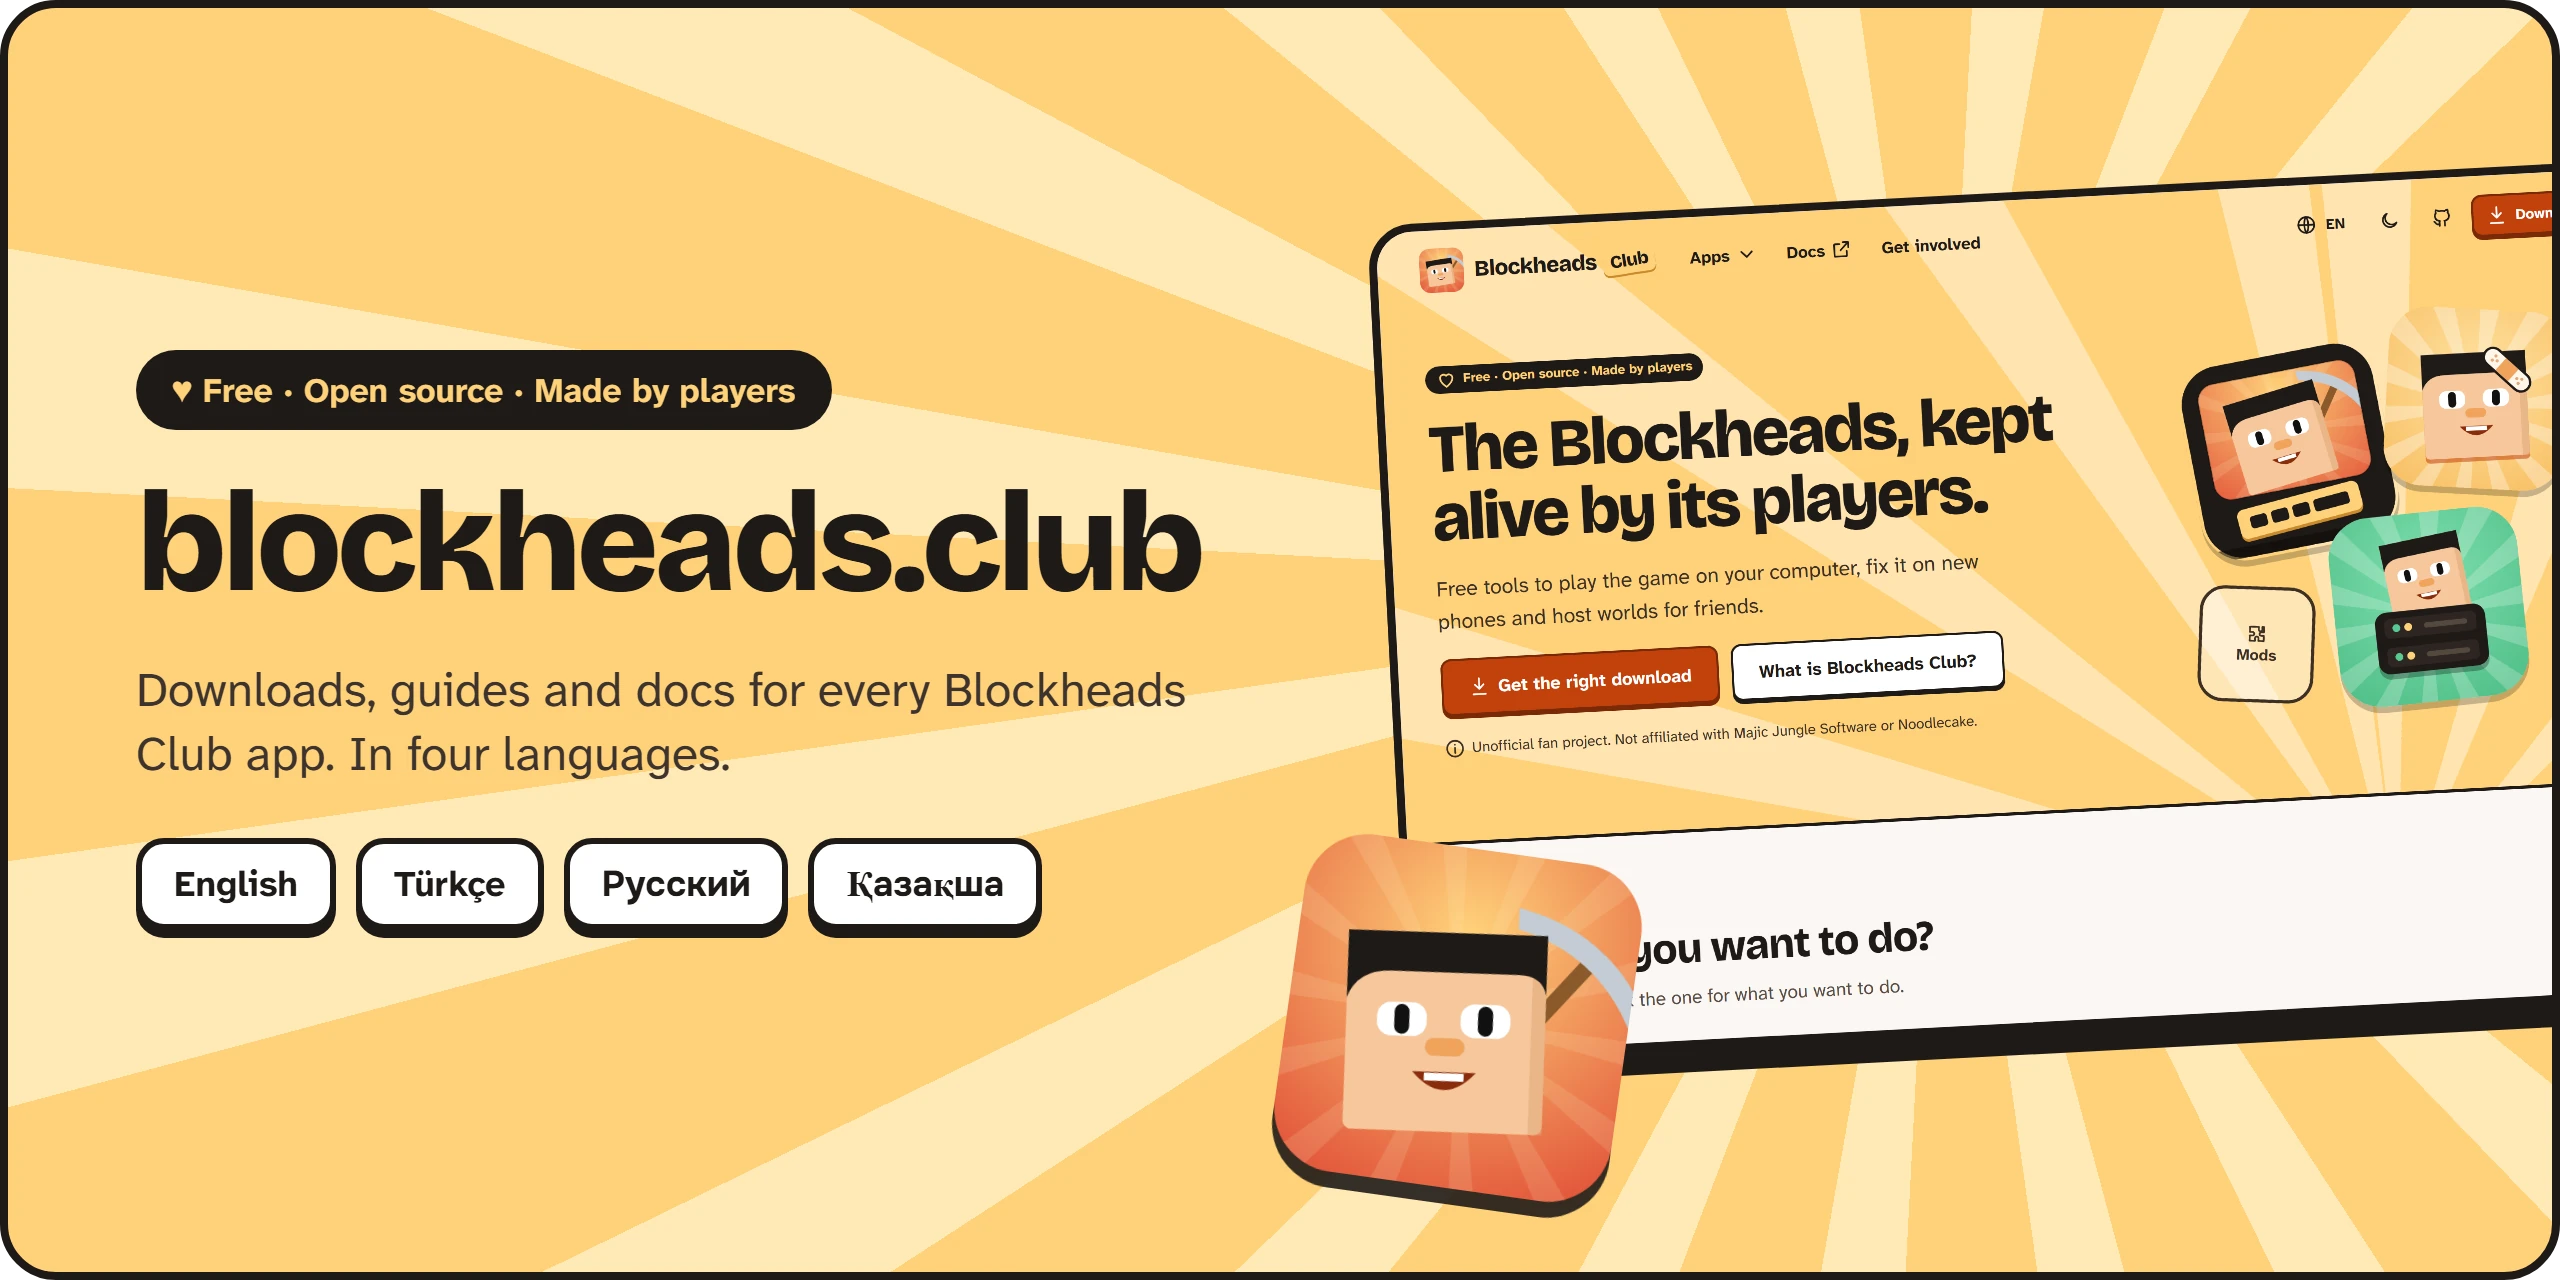 ♥ Free · Open source · Made by players
blockheads.club
Downloads, guides and docs for every Blockheads
Club app. In four languages.
English
Türkçe
Русский
Қазақша
Blockheads Club
Apps
Docs
Get involved
EN
Free · Open source · Made by players
The Blockheads, kept
alive by its players.
Free tools to play the game on your computer, fix it on new
phones and host worlds for friends.
Get the right download
What is Blockheads Club?
Unofficial fan project. Not affiliated with Majic Jungle Software or Noodlecake.
Mods
you want to do?
the one for what you want to do.